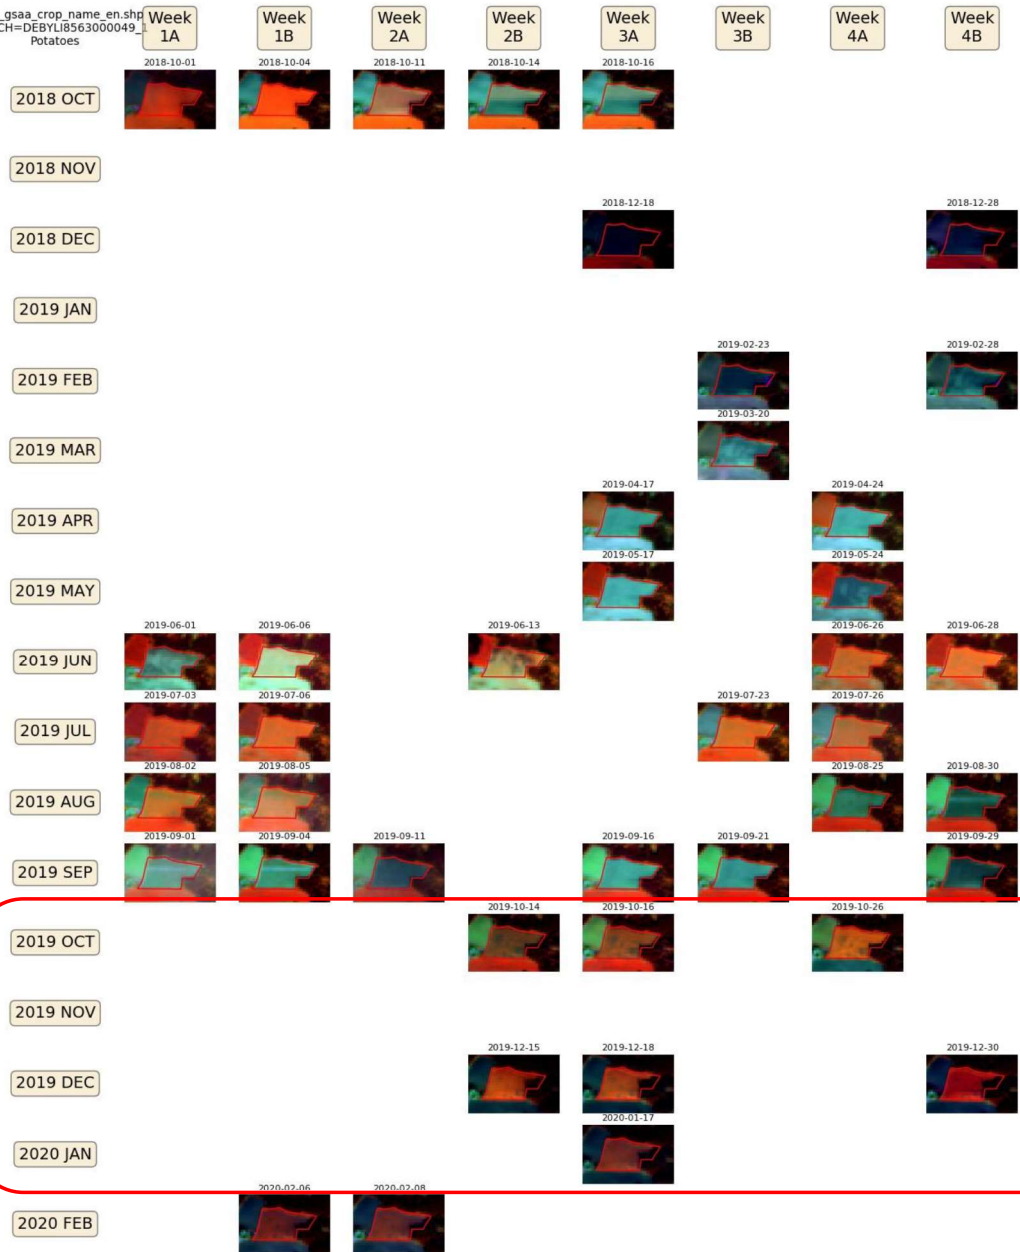 _gsaa_crop_name_en.shp
CH=DEBYLI8563000049_1
Potatoes
Week 1A
Week 1B
Week 2A
Week 2B
Week 3A
Week 3B
Week 4A
Week 4B
2018 OCT
2018-10-01
2018-10-04
2018-10-11
2018-10-14
2018-10-16
2018 NOV
2018 DEC
2018-12-18
2018-12-28
2019 JAN
2019 FEB
2019-02-23
2019-02-28
2019 MAR
2019-03-20
2019 APR
2019-04-17
2019-04-24
2019 MAY
2019-05-17
2019-05-24
2019 JUN
2019-06-01
2019-06-06
2019-06-13
2019-06-26
2019-06-28
2019 JUL
2019-07-03
2019-07-06
2019-07-23
2019-07-26
2019 AUG
2019-08-02
2019-08-05
2019-08-25
2019-08-30
2019 SEP
2019-09-01
2019-09-04
2019-09-11
2019-09-16
2019-09-21
2019-09-29
2019 OCT
2019-10-14
2019-10-16
2019-10-26
2019 NOV
2019 DEC
2019-12-15
2019-12-18
2019-12-30
2020 JAN
2020-01-17
2020 FEB
2020-02-06
2020-02-08